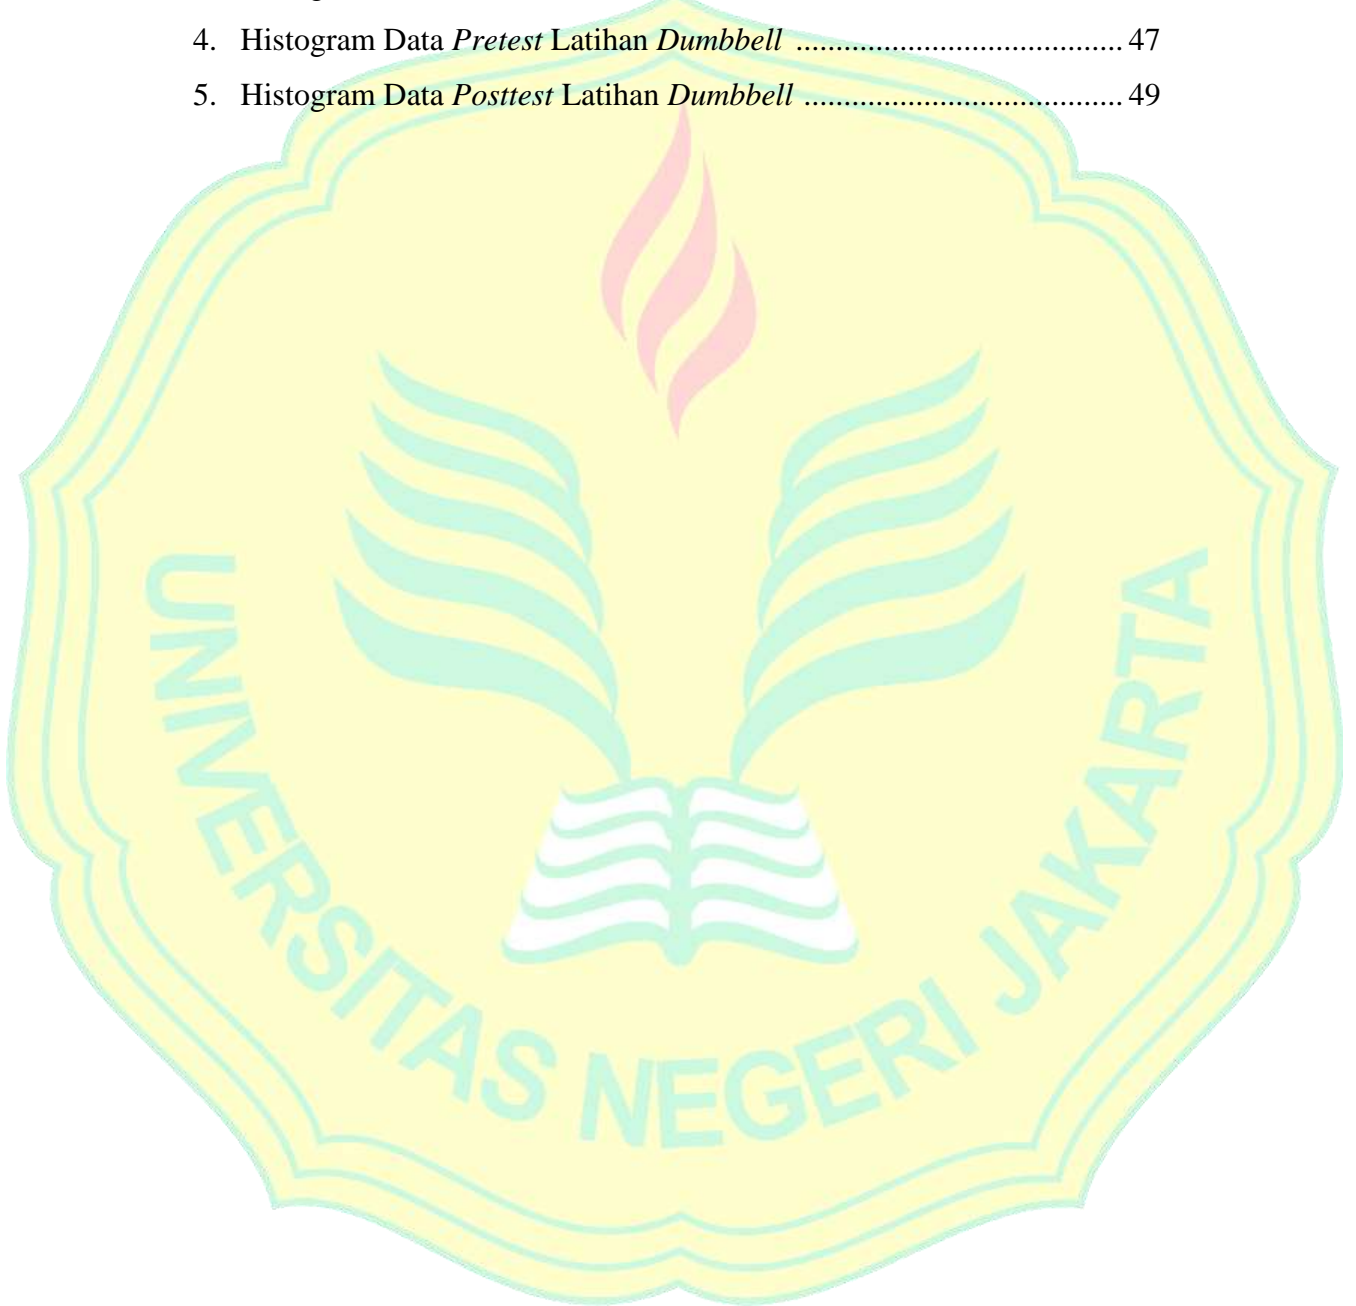 4. Histogram Data Pretest Latihan Dumbbell ......................................... 47
5. Histogram Data Posttest Latihan Dumbbell ........................................ 49
UNIVERSITAS NEGERI JAKARTA